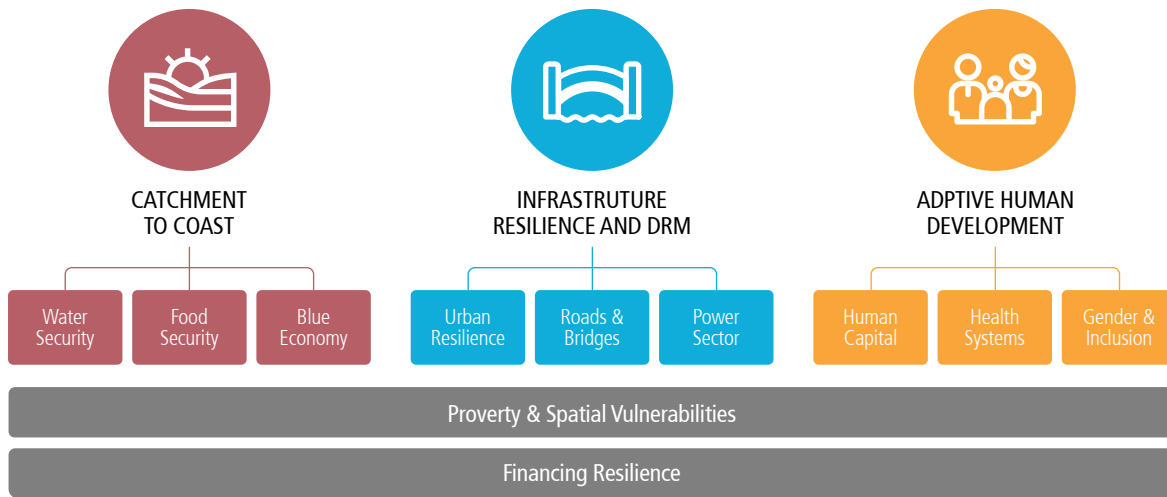 CATCHMENT
TO COAST
INFRASTRUTURE
RESILIENCE AND DRM
ADPTIVE HUMAN
DEVELOPMENT
Water
Security
Food
Security
Blue
Economy
Urban
Resilience
Roads &
Bridges
Power
Sector
Human
Capital
Health
Systems
Gender &
Inclusion
Proverty & Spatial Vulnerabilities
Financing Resilience